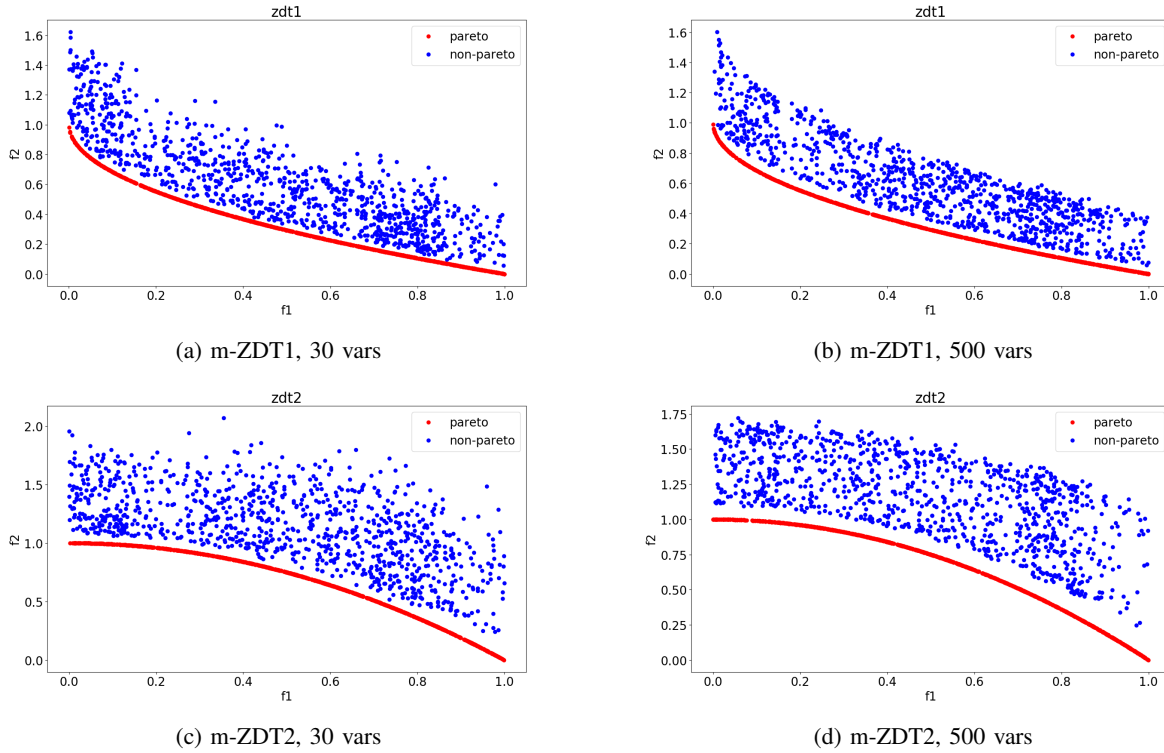 zdt1
1.6
1.4
1.2
1.0
0.8
0.6
0.4
0.2
0.0
f2
pareto
non-pareto
0.0 0.2 0.4 0.6 0.8 1.0
f1
(a) m-ZDT1, 30 vars
zdt1
1.6
1.4
1.2
1.0
0.8
0.6
0.4
0.2
0.0
f2
pareto
non-pareto
0.0 0.2 0.4 0.6 0.8 1.0
f1
(b) m-ZDT1, 500 vars
zdt2
2.0
1.5
1.0
0.5
0.0
f2
pareto
non-pareto
0.0 0.2 0.4 0.6 0.8 1.0
f1
(c) m-ZDT2, 30 vars
zdt2
1.75
1.50
1.25
1.00
0.75
0.50
0.25
0.00
f2
pareto
non-pareto
0.0 0.2 0.4 0.6 0.8 1.0
f1
(d) m-ZDT2, 500 vars